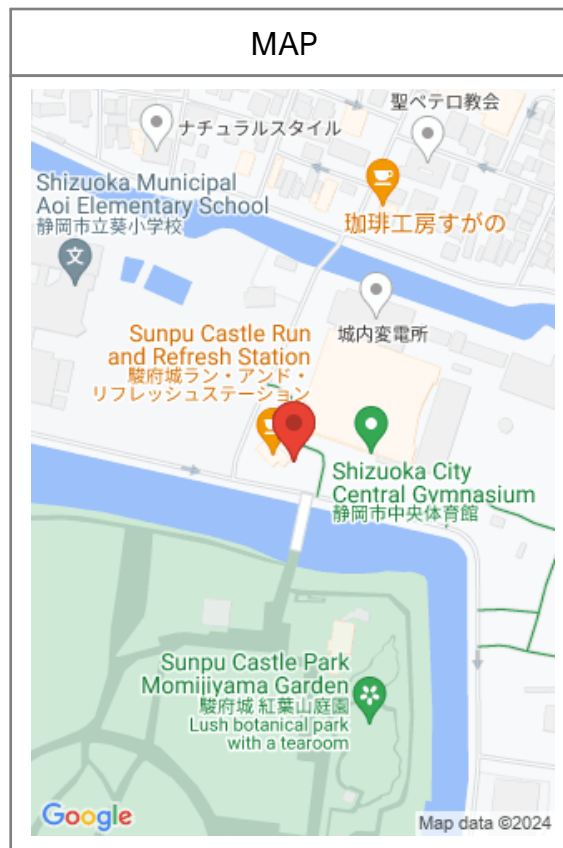 MAP
聖ペテロ教会
ナチュラルスタイル
Shizuoka Municipal
Aoi Elementary School
静岡市立葵小学校
文
珈琲工房すがの
城内変電所
Sunpu Castle Run
and Refresh Station
駿府城ラン・アンド・
リフレッシュステーション
Shizuoka City
Central Gymnasium
静岡市中央体育館
Sunpu Castle Park
Momijiyama Garden
駿府城 紅葉山庭園
Lush botanical park
with a tearoom
Google
Map data ©2024